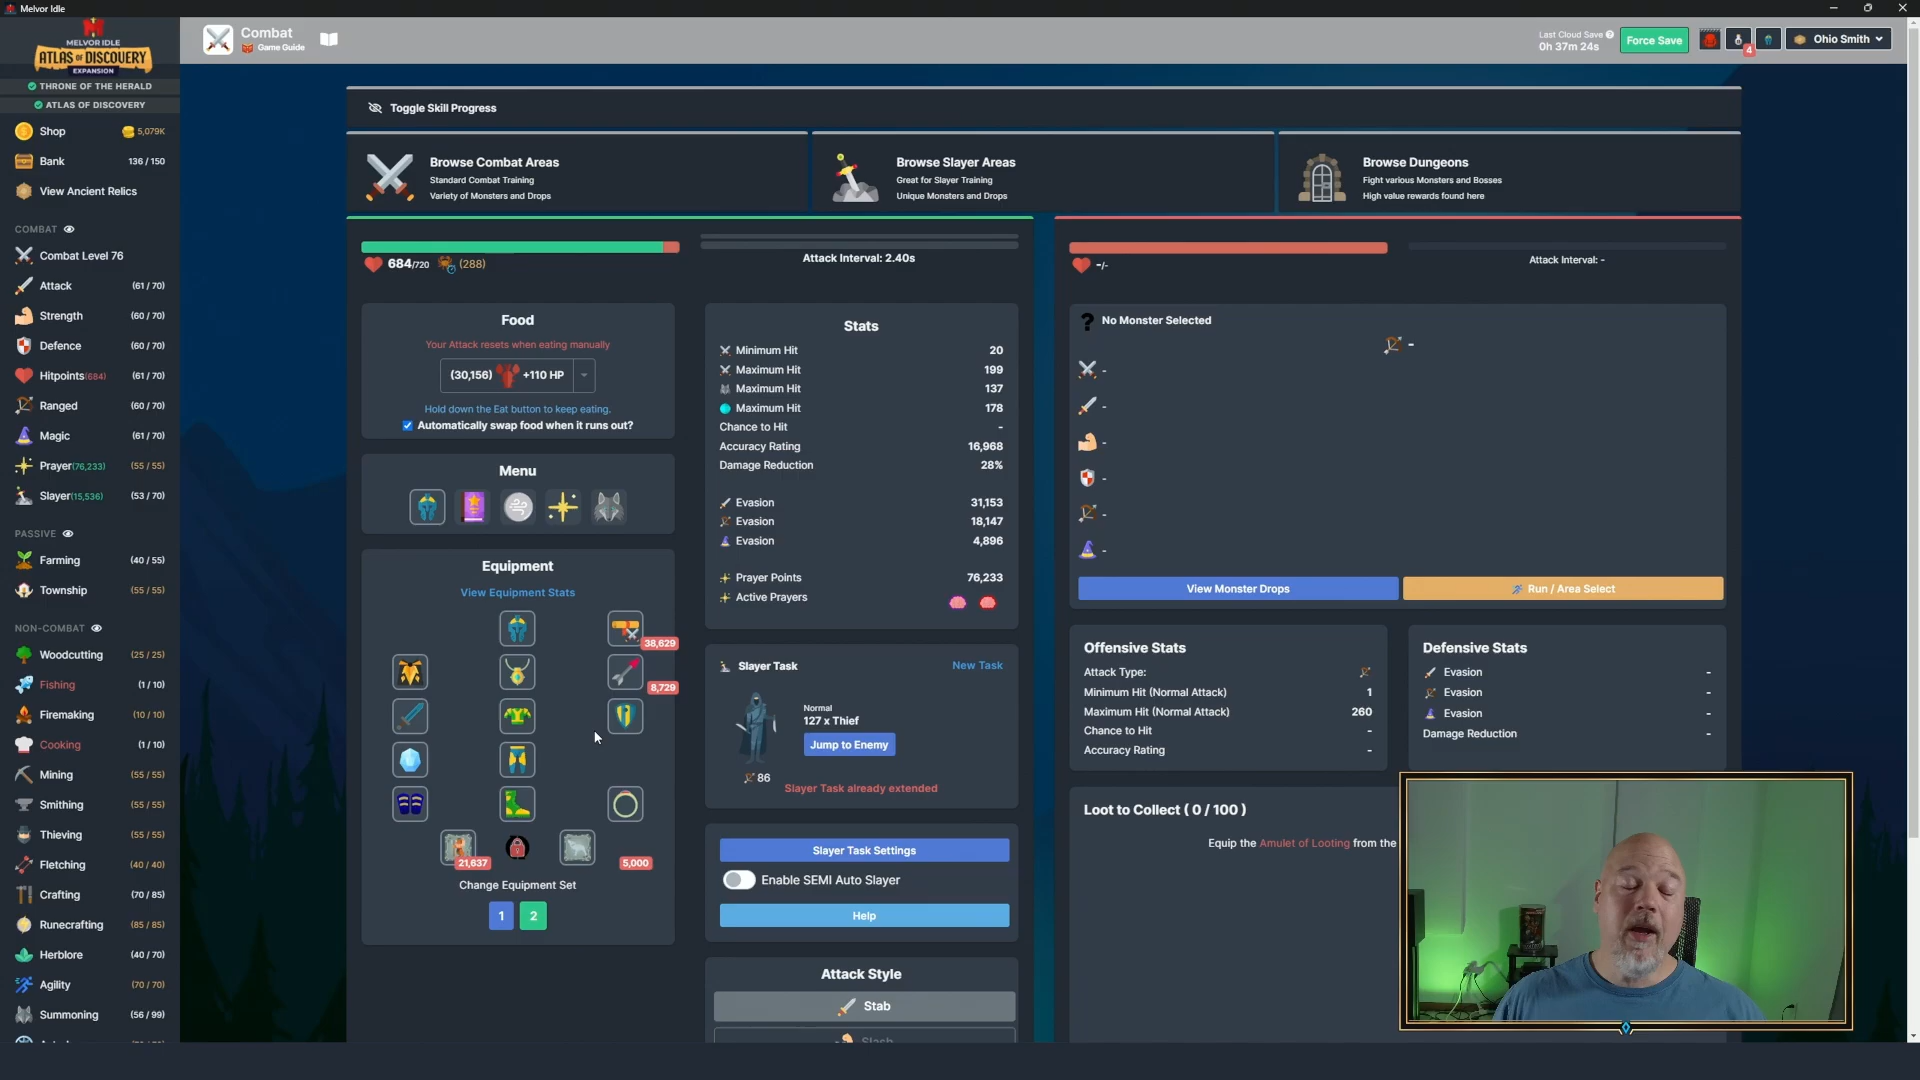 Melvor Idle
MELVOR IDLE
ATLAS OF DISCOVERY
EXPANSION
THRONE OF THE HERALD
ATLAS OF DISCOVERY
Shop 5,079K
Bank 136 / 150
View Ancient Relics
COMBAT
Combat Level 76
Attack (61 / 70)
Strength (60 / 70)
Defence (60 / 70)
Hitpoints(684) (61 / 70)
Ranged (60 / 70)
Magic (61 / 70)
Prayer(76,233) (55 / 55)
Slayer(15,536) (53 / 70)
PASSIVE
Farming (40 / 55)
Township (55 / 55)
NON-COMBAT
Woodcutting (25 / 25)
Fishing (1 / 10)
Firemaking (10 / 10)
Cooking (1 / 10)
Mining (55 / 55)
Smithing (55 / 55)
Thieving (55 / 55)
Fletching (40 / 40)
Crafting (70 / 85)
Runecrafting (85 / 85)
Herblore (40 / 70)
Agility (70 / 70)
Summoning (56 / 99)
Combat
Game Guide
Last Cloud Save
0h 37m 24s
Force Save
4
Ohio Smith
Toggle Skill Progress
Browse Combat Areas
Standard Combat Training
Variety of Monsters and Drops
Browse Slayer Areas
Great for Slayer Training
Unique Monsters and Drops
Browse Dungeons
Fight various Monsters and Bosses
High value rewards found here
684/720 (288)
Attack Interval: 2.40s
Food
Your Attack resets when eating manually
(30,156) +110 HP
Hold down the Eat button to keep eating.
Automatically swap food when it runs out?
Menu
Equipment
View Equipment Stats
38,629
8,729
21,637
5,000
Change Equipment Set
1 2
Stats
Minimum Hit 20
Maximum Hit 199
Maximum Hit 137
Maximum Hit 178
Chance to Hit -
Accuracy Rating 16,968
Damage Reduction 28%
Evasion 31,153
Evasion 18,147
Evasion 4,896
Prayer Points 76,233
Active Prayers
Slayer Task New Task
Normal
127 x Thief
Jump to Enemy
86
Slayer Task already extended
Slayer Task Settings
Enable SEMI Auto Slayer
Help
Attack Style
Stab
Slash
-/-
Attack Interval: -
? No Monster Selected
-
-
-
-
-
-
-
View Monster Drops
Run / Area Select
Offensive Stats
Attack Type:
Minimum Hit (Normal Attack) 1
Maximum Hit (Normal Attack) 260
Chance to Hit -
Accuracy Rating -
Defensive Stats
Evasion -
Evasion -
Evasion -
Damage Reduction -
Loot to Collect ( 0 / 100 )
Equip the Amulet of Looting from the